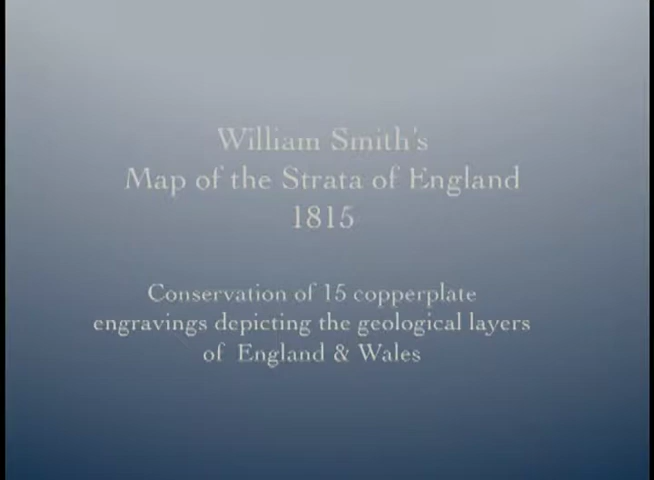 William Smith's
Map of the Strata of England
1815
Conservation of 15 copperplate
engravings depicting the geological layers
of England & Wales